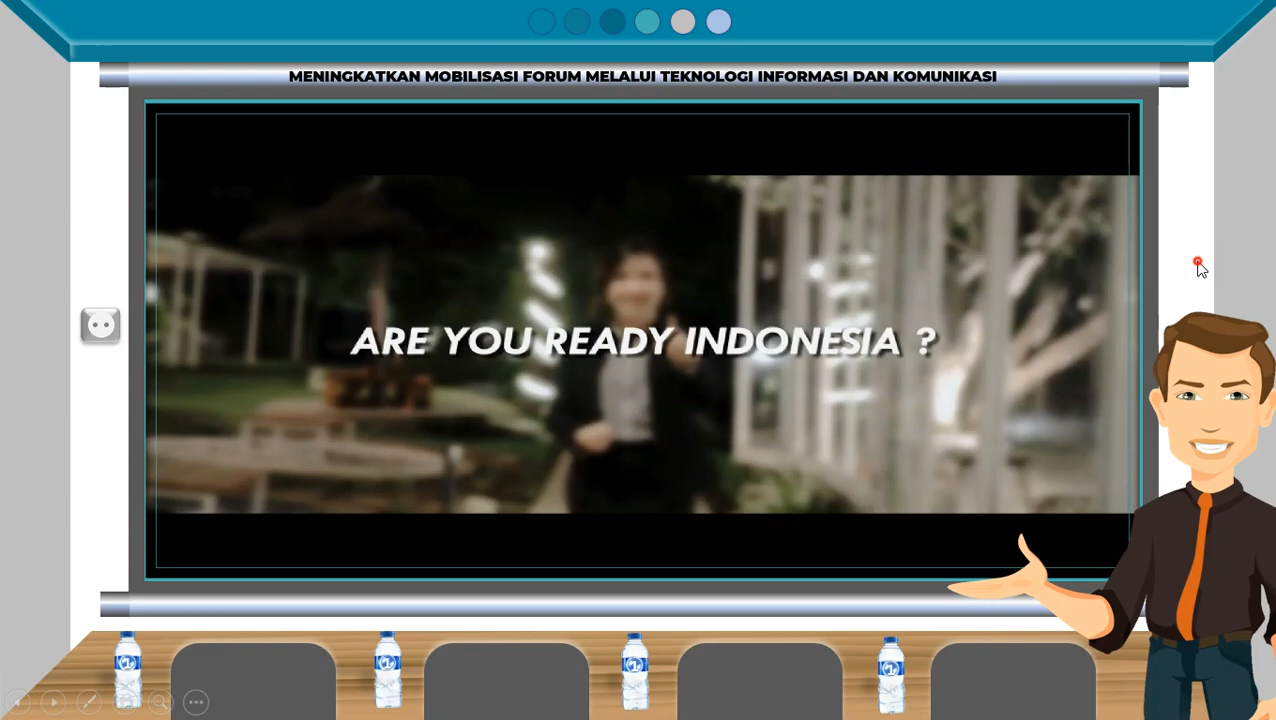 MENINGKATKAN MOBILISASI FORUM MELALUI TEKNOLOGI INFORMASI DAN KOMUNIKASI
ARE YOU READY INDONESIA ?